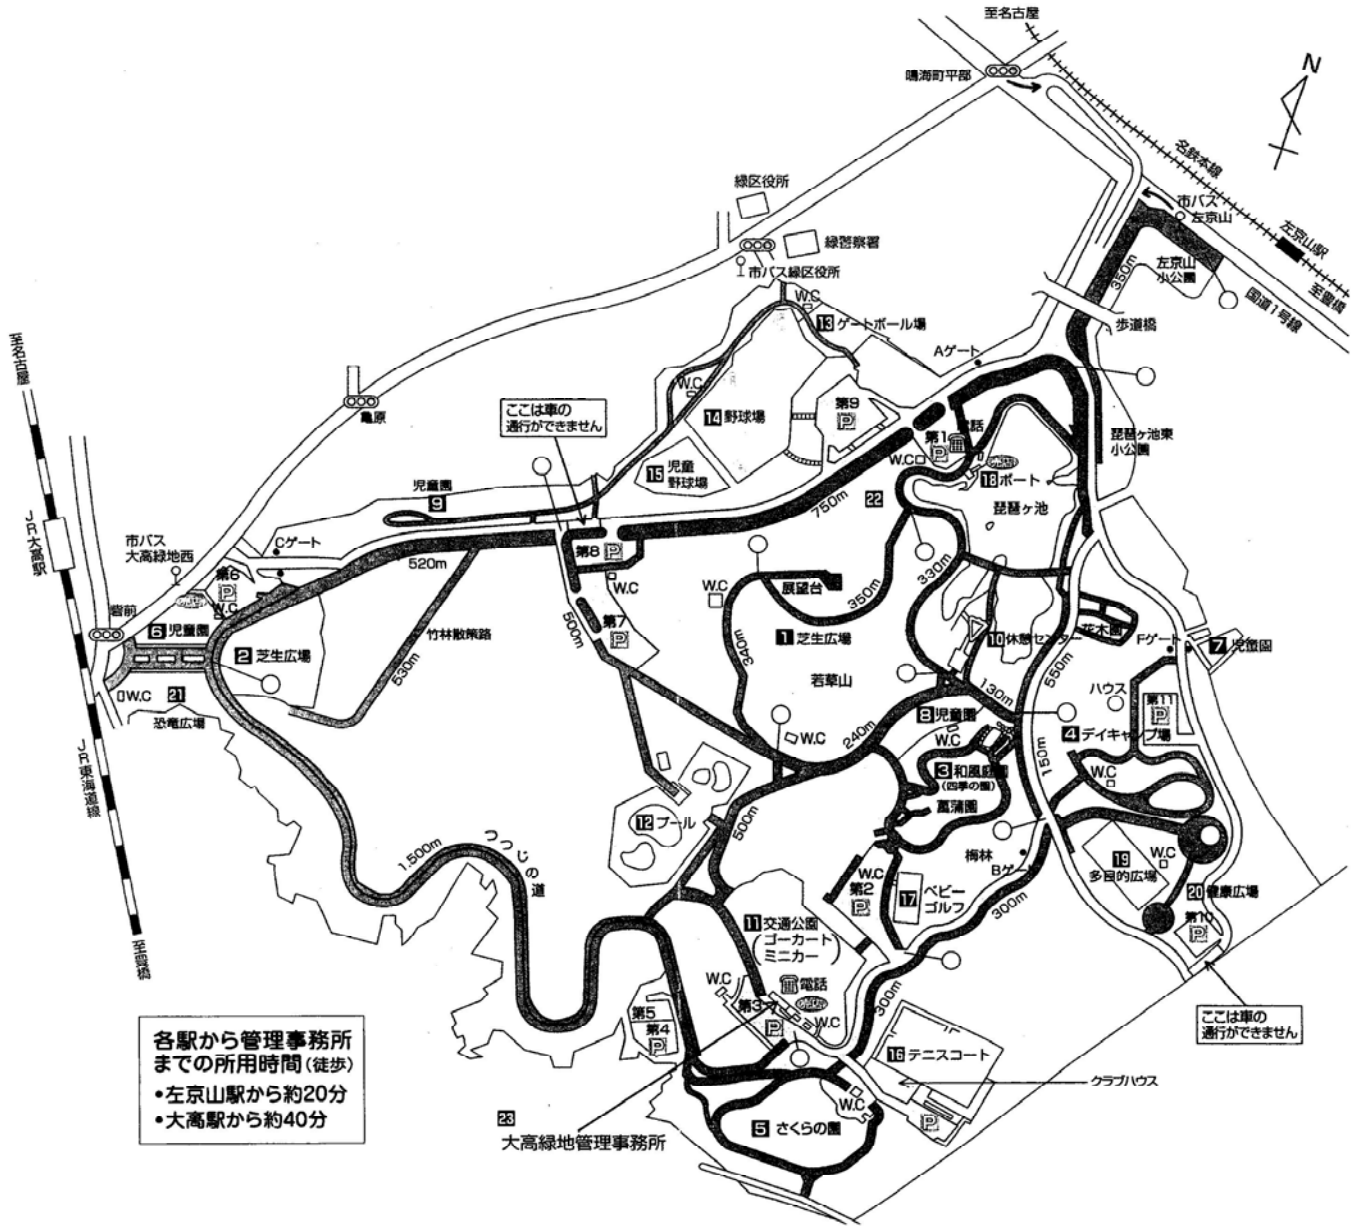 至名古屋
鳴海町平部
N
名鉄本線
市バス
左京山
左京山駅
至豊橋
国道1号線
緑区役所
緑警察署
市バス緑区役所
350m
左京山
小公園
歩道橋
W.C
13 ゲートボール場
Aゲート
至名古屋
亀原
ここは車の
通行ができません
W.C
14 野球場
第9
P
第1
P
電話
W.C
琵琶ヶ池東
小公園
15 児童
野球場
18 ボート
琵琶ヶ池
児童園
9
750m
22
JR大高駅
市バス
大高緑地西
Cゲート
520m
第8 P
W.C
第6
P
W.C
砦前
6 児童園
2 芝生広場
竹林散策路
530m
500m
第7
P
W.C
展望台
350m
330m
1 芝生広場
340m
若草山
10 休憩センター
花木園
Fゲート
7 児童園
550m
130m
ハウス
第11
P
W.C
21
恐竜広場
8 児童園
W.C
4 デイキャンプ場
W.C
240m
W.C
150m
3 和風庭園
(四季の園)
菖蒲園
JR東海道線
12 プール
500m
梅林
Bゲート
19
多目的広場
W.C
20 健康広場
第10
P
1.500m
つつじの道
W.C
第2
P
17 ベビー
ゴルフ
300m
11 交通公園
(ゴーカート
ミニカー)
至豊橋
電話
W.C
第3
P
W.C
300m
第5
第4
P
ここは車の
通行ができません
16 テニスコート
クラブハウス
W.C
P
各駅から管理事務所
までの所用時間(徒歩)
•左京山駅から約20分
•大高駅から約40分
23
大高緑地管理事務所
5 さくらの園